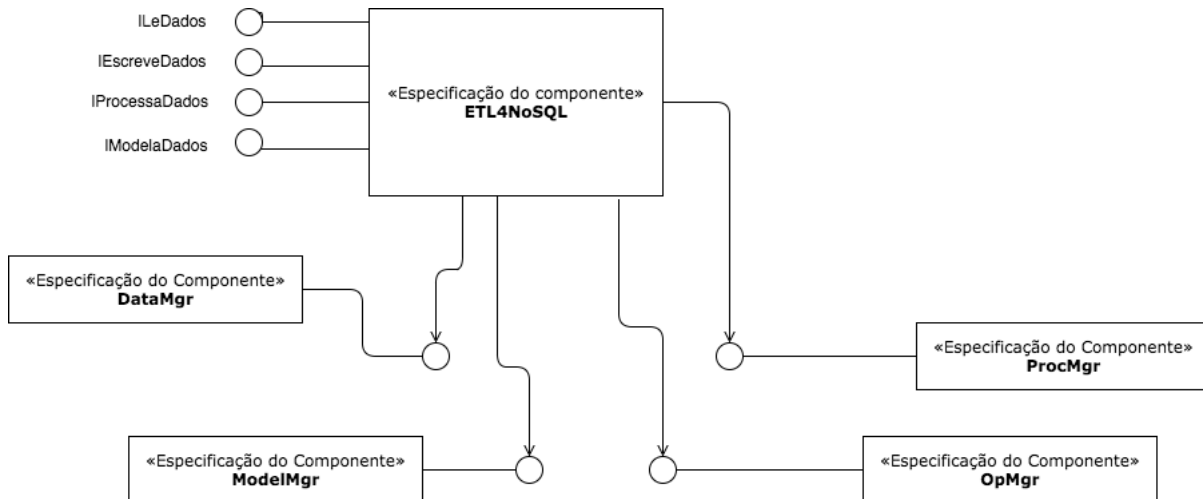 ILeDados
IEscreveDados
IProcessaDados
IModelaDados
«Especificação do componente»
ETL4NoSQL
«Especificação do Componente»
DataMgr
«Especificação do Componente»
ProcMgr
«Especificação do Componente»
ModelMgr
«Especificação do Componente»
OpMgr